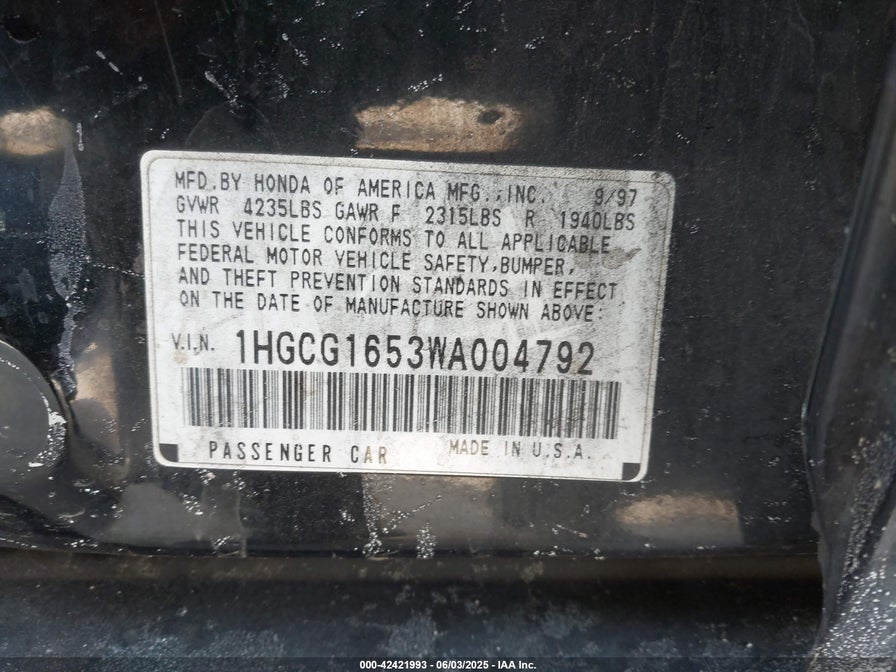 MFD.BY HONDA OF AMERICA MFG.,INC. 9/97
GVWR 4235LBS GAWR F 2315LBS R 1940LBS
THIS VEHICLE CONFORMS TO ALL APPLICABLE
FEDERAL MOTOR VEHICLE SAFETY,BUMPER,
AND THEFT PREVENTION STANDARDS IN EFFECT
ON THE DATE OF MANUFACTURE SHOWN ABOVE:
V.I.N. 1HGCG1653WA004792
PASSENGER CAR MADE IN U.S.A.
000-42421993 - 06/03/2025 - IAA Inc.